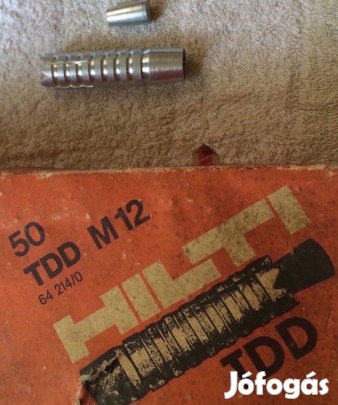 50
TDD M12
64 214/0
HILTI
TDD
Jófogás